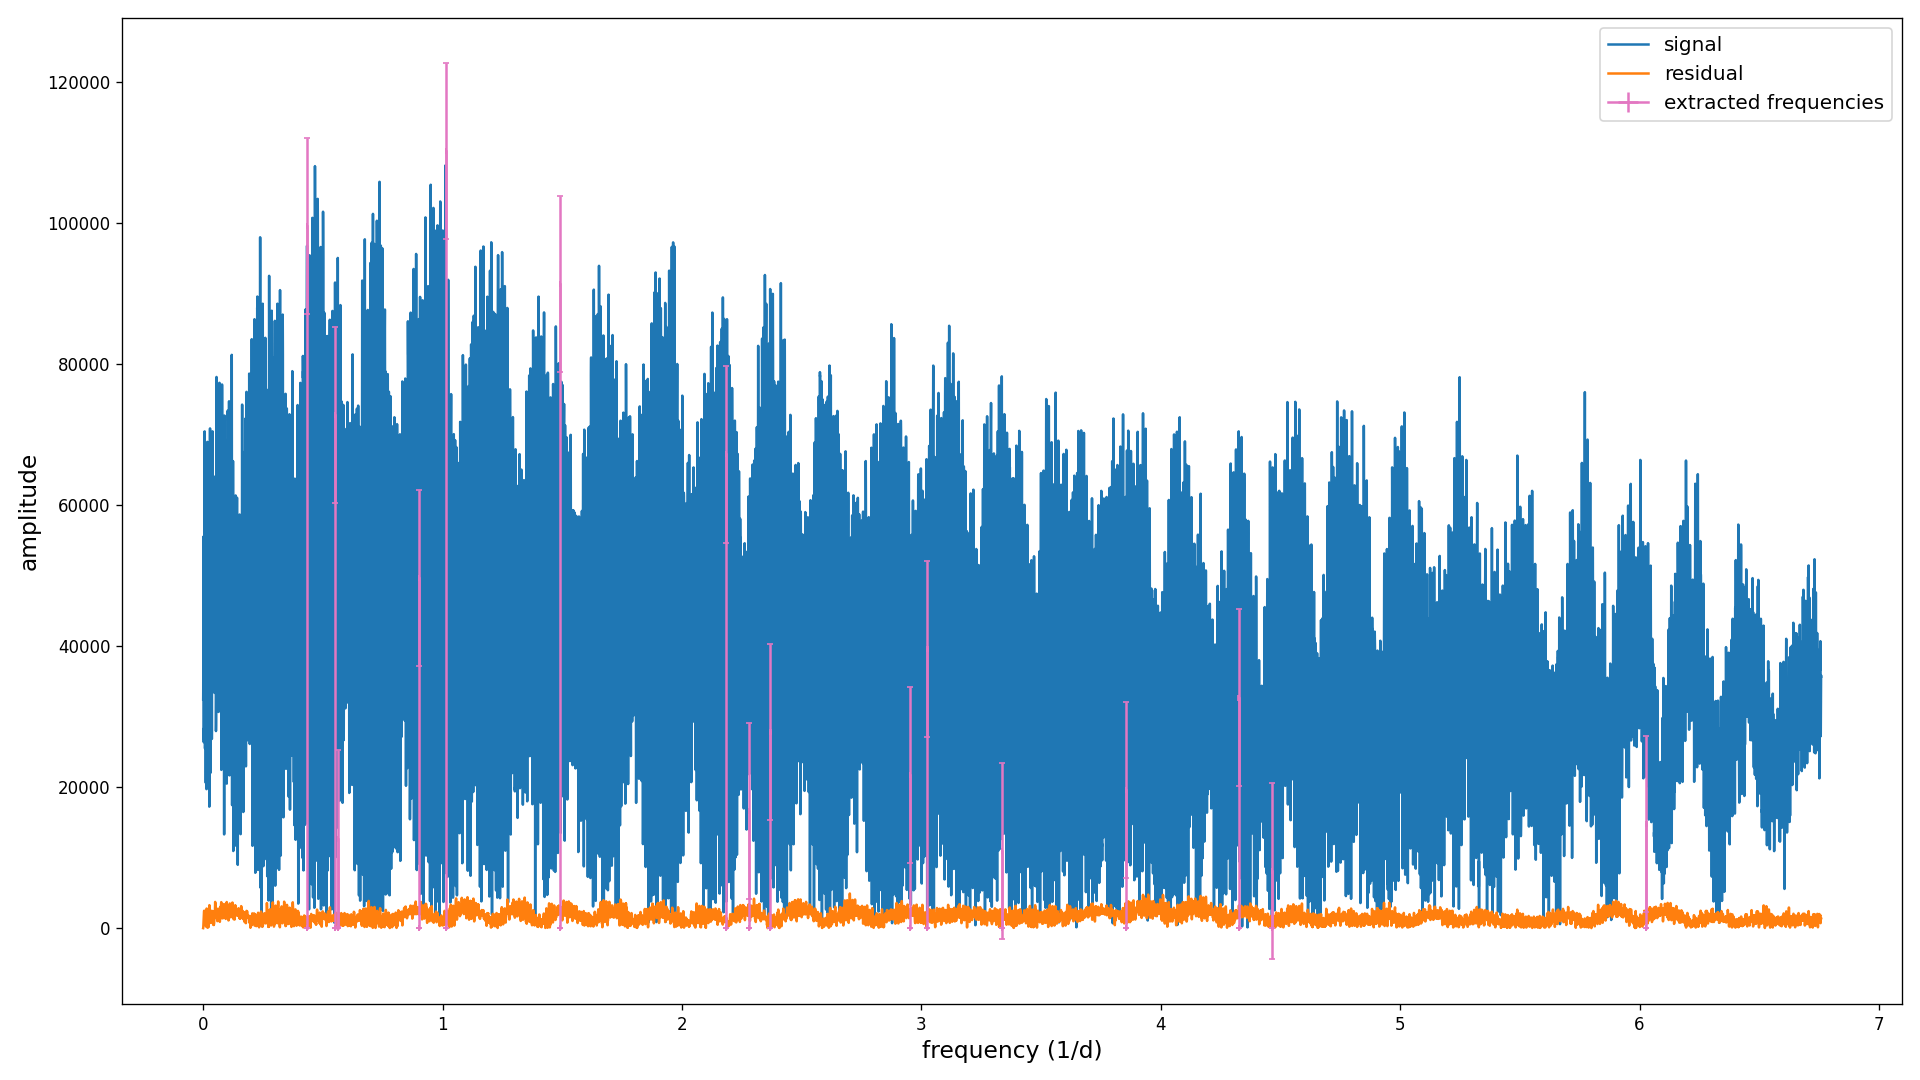 signal
residual
extracted frequencies
120000
100000
80000
60000
40000
20000
0
amplitude
0 1 2 3 4 5 6 7
frequency (1/d)